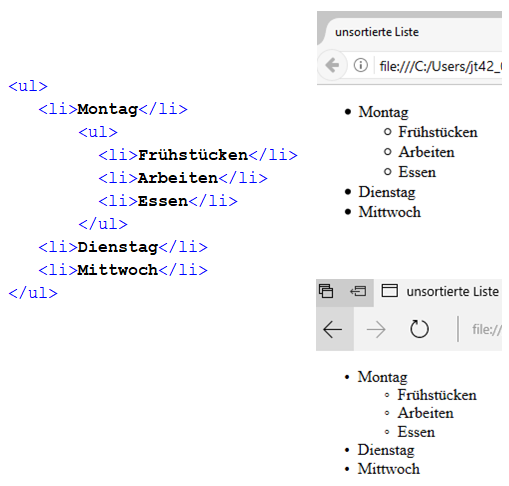 <ul>
<li>Montag</li>
<ul>
<li>Frühstücken</li>
<li>Arbeiten</li>
<li>Essen</li>
</ul>
<li>Dienstag</li>
<li>Mittwoch</li>
</ul>
unsortierte Liste
file:///C:/Users/jt42_
Montag
Frühstücken
Arbeiten
Essen
Dienstag
Mittwoch
unsortierte Liste
file://
Montag
Frühstücken
Arbeiten
Essen
Dienstag
Mittwoch